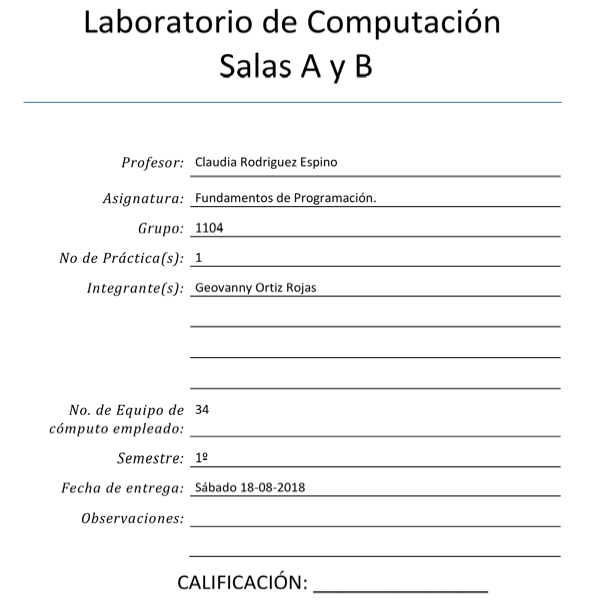 Laboratorio de Computación
Salas A y B
Profesor: Claudia Rodriguez Espino
Asignatura: Fundamentos de Programación.
Grupo: 1104
No de Práctica(s): 1
Integrante(s): Geovanny Ortiz Rojas
No. de Equipo de 34
cómputo empleado:
Semestre: 1º
Fecha de entrega: Sábado 18-08-2018
Observaciones:
CALIFICACIÓN: __________________